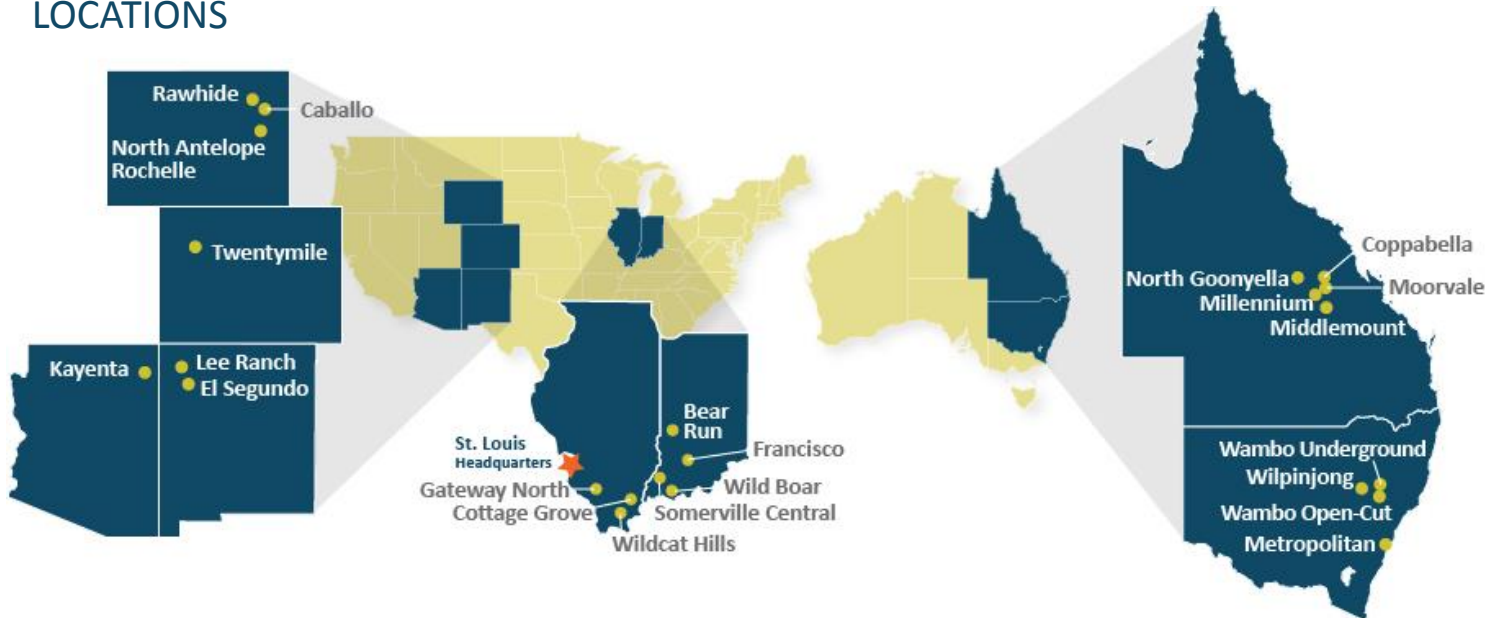 LOCATIONS
Rawhide
Caballo
North Antelope
Rochelle
Twentymile
Kayenta
Lee Ranch
El Segundo
St. Louis
Headquarters
Gateway North
Cottage Grove
Wildcat Hills
Bear
Run
Francisco
Wild Boar
Somerville Central
Coppabella
North Goonyella
Moorvale
Millennium
Middlemount
Wambo Underground
Wilpinjong
Wambo Open-Cut
Metropolitan